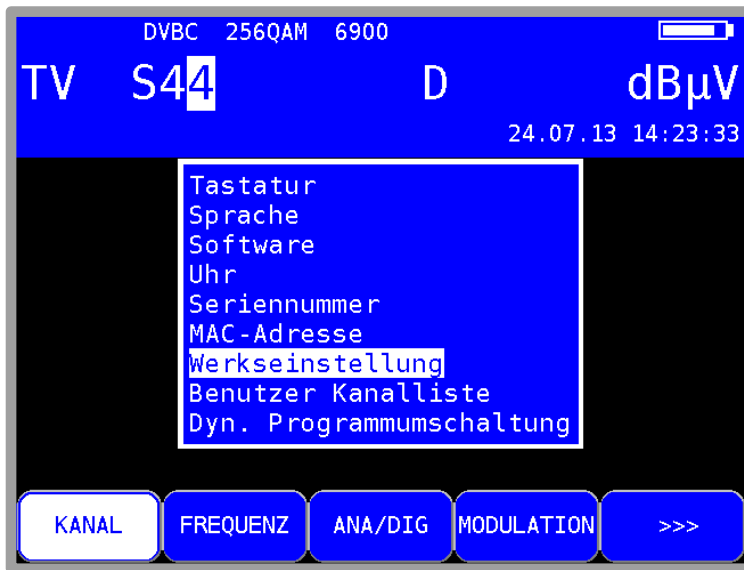 DVBC 256QAM 6900
TV S44 D dBµV
24.07.13 14:23:33
Tastatur
Sprache
Software
Uhr
Seriennummer
MAC-Adresse
Werkseinstellung
Benutzer Kanalliste
Dyn. Programmumschaltung
KANAL FREQUENZ ANA/DIG MODULATION >>>